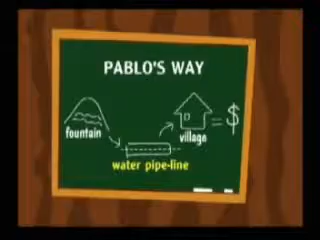 PABLO'S WAY
fountain
village
= $
water pipe-line